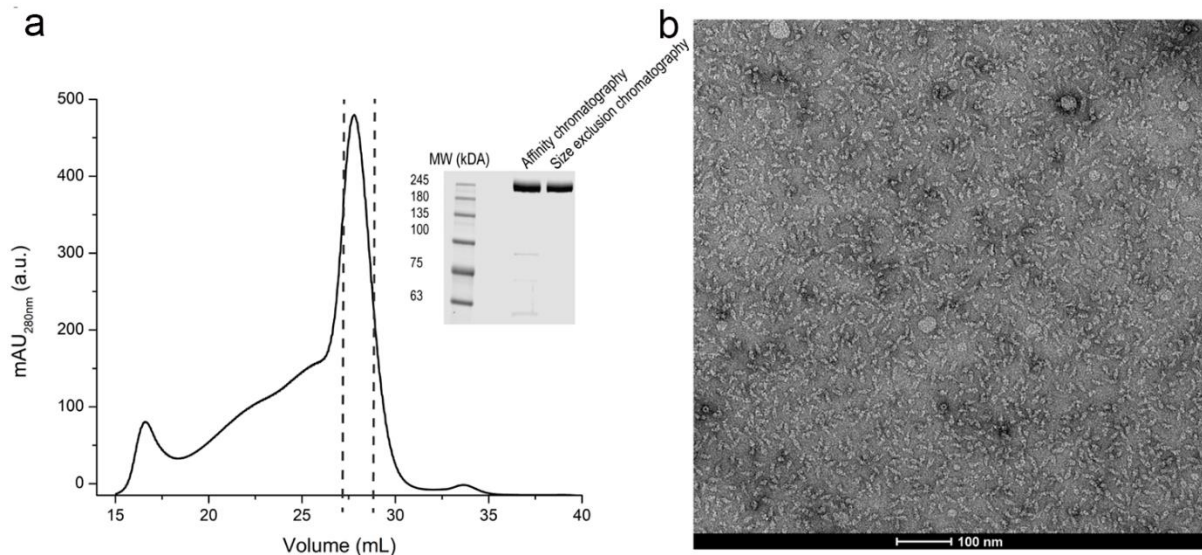 a
b
500
400
300
200
100
0
mAU280nm (a.u.)
15
20
25
30
35
40
Volume (mL)
MW (kDA)
245
180
135
100
75
63
Affinity chromatography
Size exclusion chromatography
100 nm